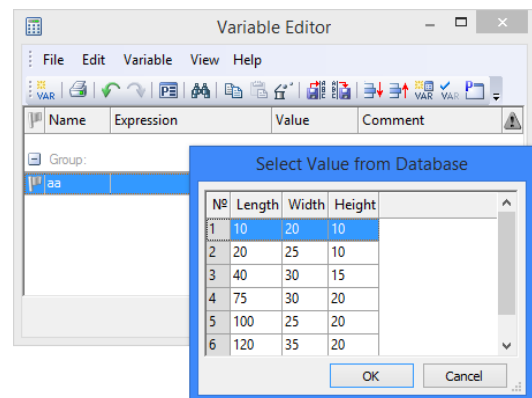 Variable Editor
File Edit Variable View Help
VAR PE VAR VAR
Name Expression Value Comment
Group:
aa
Select Value from Database
№ Length Width Height
1 10 20 10
2 20 25 10
3 40 30 15
4 75 30 20
5 100 25 20
6 120 35 20
OK Cancel